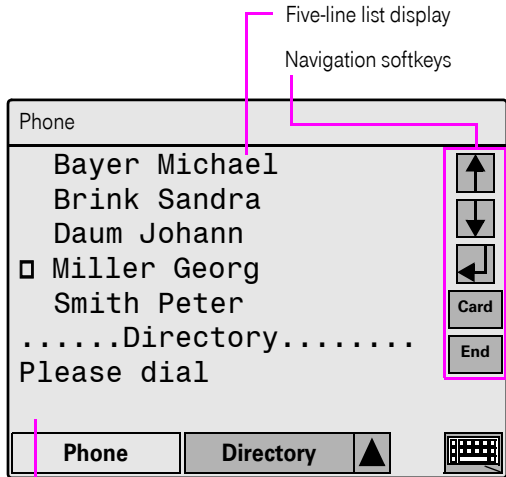 Five-line list display
Navigation softkeys
Phone
Bayer Michael
Brink Sandra
Daum Johann
Miller Georg
Smith Peter
......Directory........
Please dial
Card
End
Phone
Directory